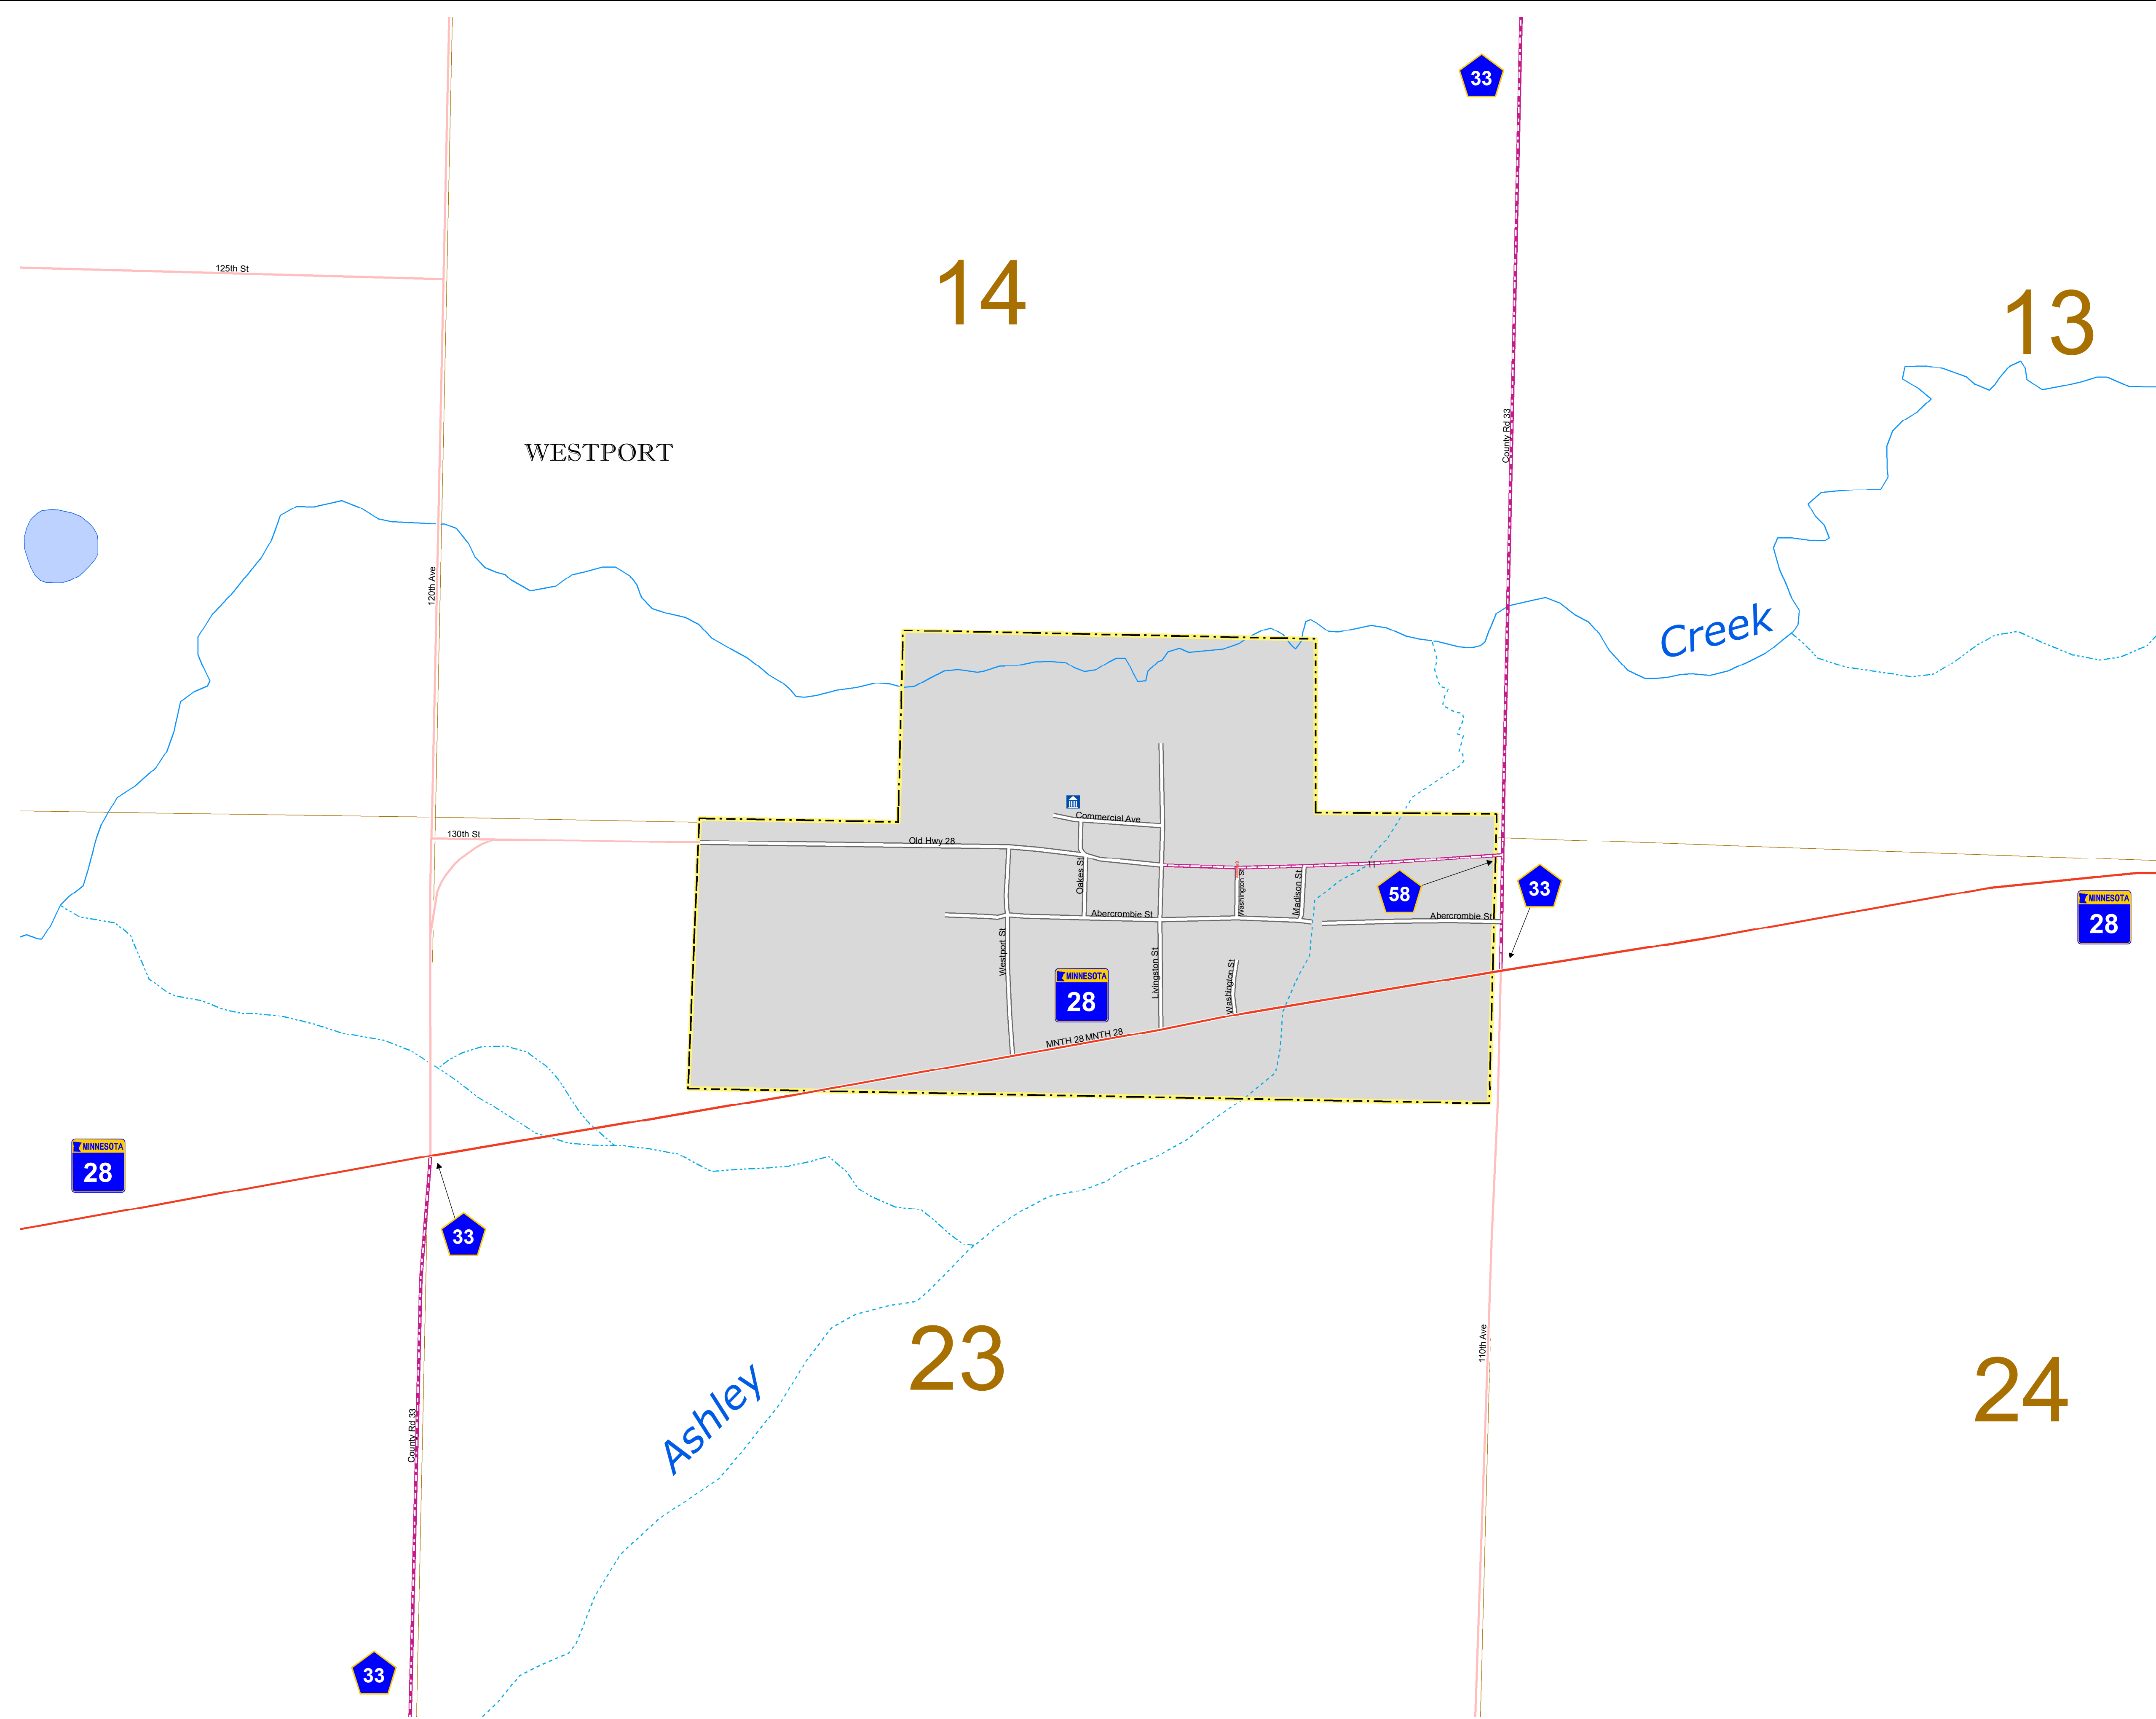 33
125th St
14
13
County Rd 33
WESTPORT
120th Ave
Creek
Commercial Ave
130th St
Old Hwy 28
Oakes St
Washington St
Madison St
58
33
Abercrombie St
Abercrombie St
MINNESOTA
28
Westport St
Livingston St
Washington St
MINNESOTA
28
MNTH 28 MNTH 28
MINNESOTA
28
33
23
24
110th Ave
Ashley
County Rd 33
33